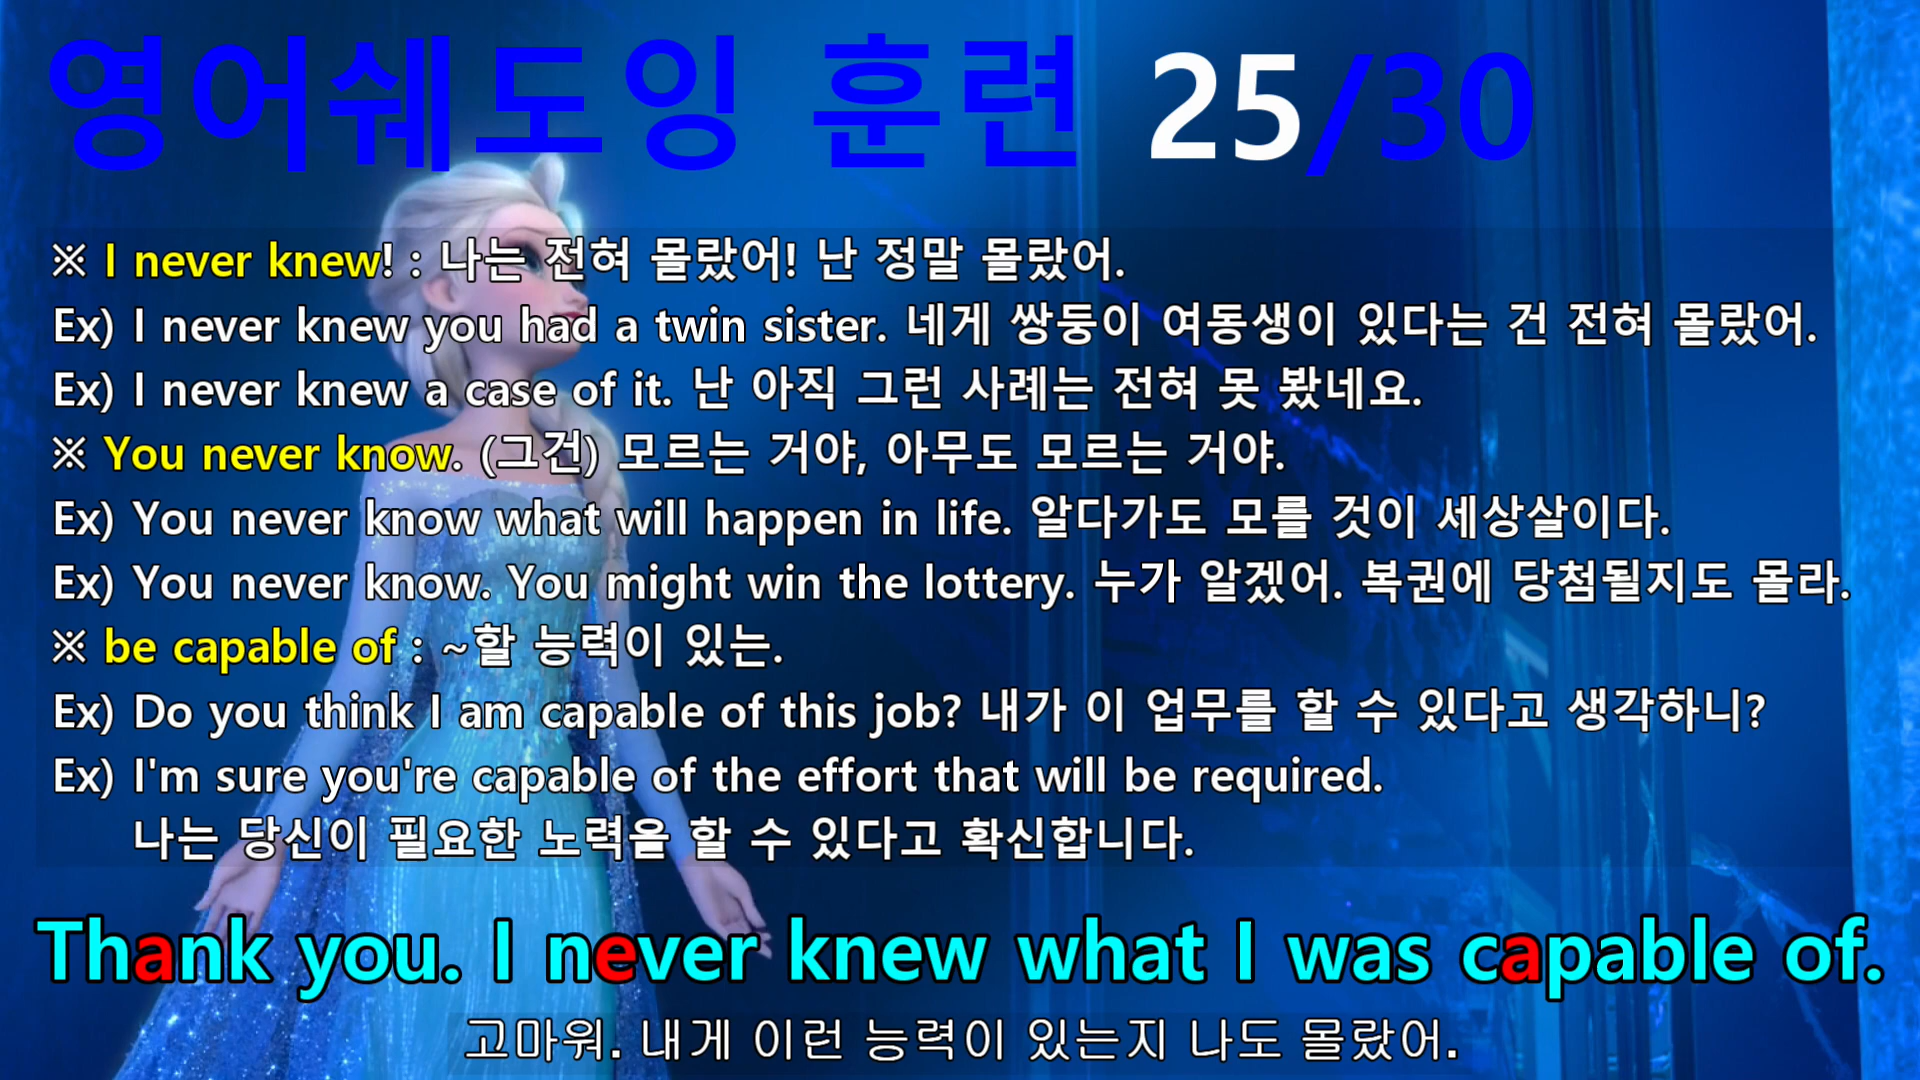 영어쉐도잉 훈련 25/30
※ I never knew! : 나는 전혀 몰랐어! 난 정말 몰랐어.
Ex) I never knew you had a twin sister. 네게 쌍둥이 여동생이 있다는 건 전혀 몰랐어.
Ex) I never knew a case of it. 난 아직 그런 사례는 전혀 못 봤네요.
※ You never know. (그건) 모르는 거야, 아무도 모르는 거야.
Ex) You never know what will happen in life. 알다가도 모를 것이 세상살이다.
Ex) You never know. You might win the lottery. 누가 알겠어. 복권에 당첨될지도 몰라.
※ be capable of : ~할 능력이 있는.
Ex) Do you think I am capable of this job? 내가 이 업무를 할 수 있다고 생각하니?
Ex) I'm sure you're capable of the effort that will be required.
나는 당신이 필요한 노력을 할 수 있다고 확신합니다.
Thank you. I never knew what I was capable of.
고마워. 내게 이런 능력이 있는지 나도 몰랐어.